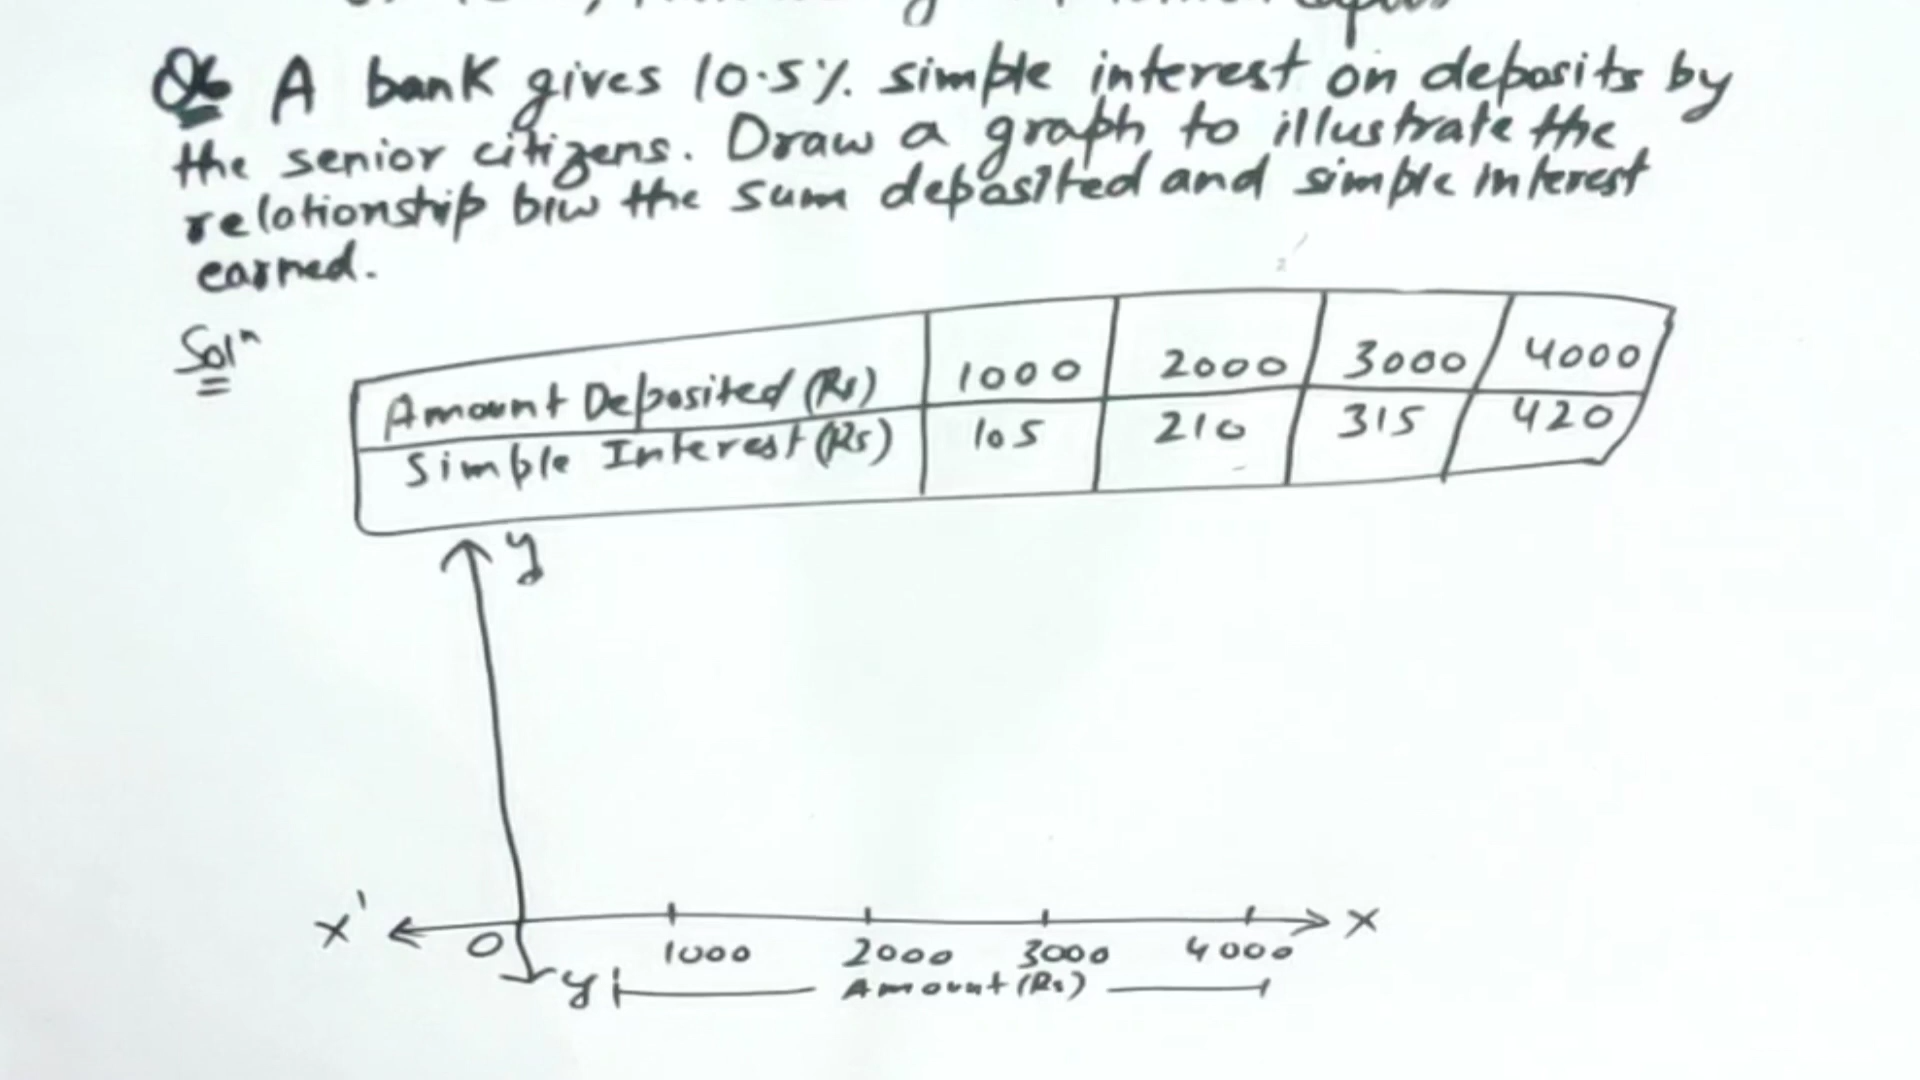 Q6 A bank gives 10.5% simple interest on deposits by
the senior citizens. Draw a graph to illustrate the
relationship b/w the sum deposited and simple interest
earned.
Solⁿ
Amount Deposited (Rs) 1000 2000 3000 4000
Simple Interest (Rs) 105 210 315 420
y
x' 0 1000 2000 3000 4000 x
y' Amount (Rs)